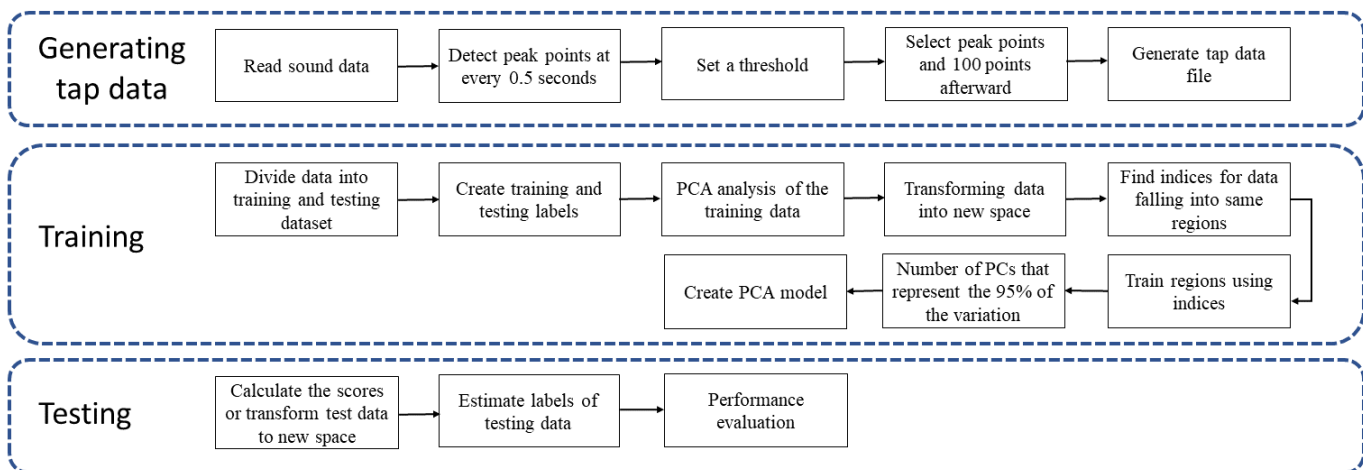 Generating
tap data
Read sound data
Detect peak points at
every 0.5 seconds
Set a threshold
Select peak points
and 100 points
afterward
Generate tap data
file
Training
Divide data into
training and testing
dataset
Create training and
testing labels
PCA analysis of the
training data
Transforming data
into new space
Find indices for data
falling into same
regions
Train regions using
indices
Number of PCs that
represent the 95% of
the variation
Create PCA model
Testing
Calculate the scores
or transform test data
to new space
Estimate labels of
testing data
Performance
evaluation